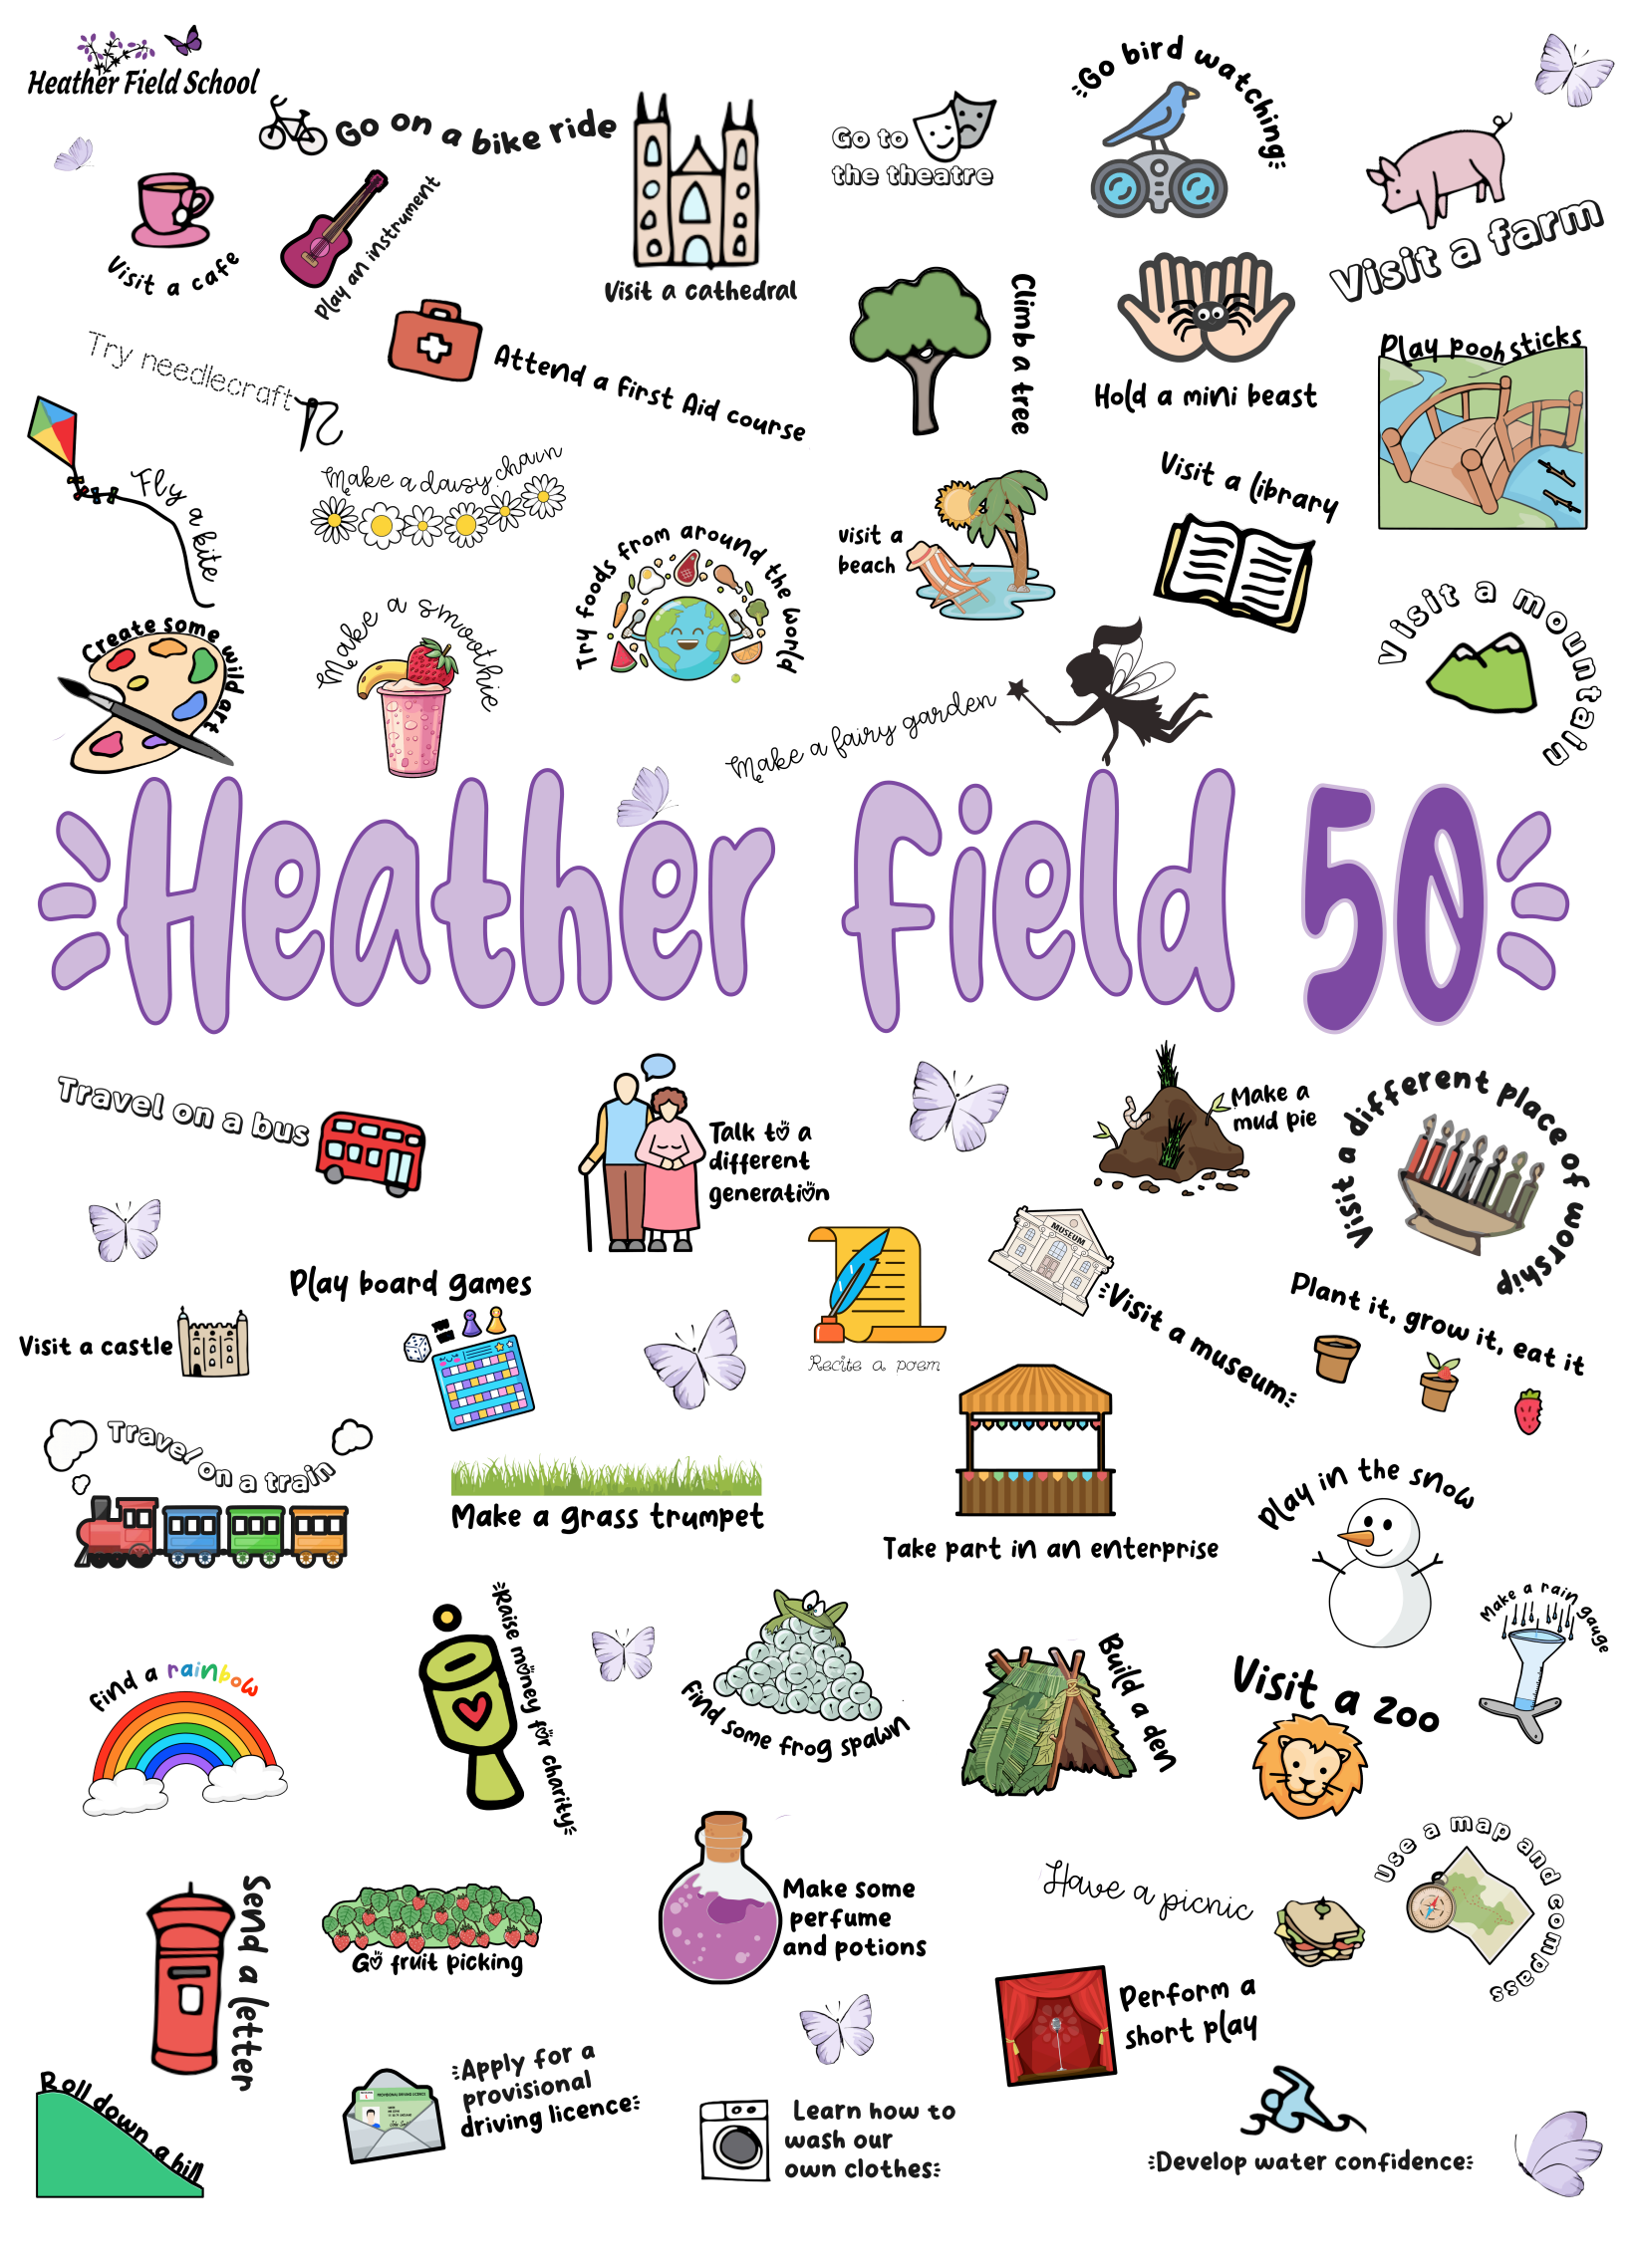 Heather Field School
Go on a bike ride
Go to
the theatre
Go bird watching
Visit a farm
Visit a cafe
Play an instrument
Visit a cathedral
Climb a tree
Hold a mini beast
Play pooh sticks
Try needlecraft
Attend a first Aid course
Fly a kite
Make a daisy chain
Try foods from around the world
visit a
beach
Visit a library
Visit a mountain
Create some wild art
Make a smoothie
Make a fairy garden
Heather Field 50
Travel on a bus
Talk to a
different
generation
Make a
mud pie
Visit a different place of worship
Play board games
Visit a castle
Recite a poem
MUSEUM
Visit a museum
Plant it, grow it, eat it
Travel on a train
Make a grass trumpet
Take part in an enterprise
Play in the snow
Make a rain gauge
find a rainbow
Raise money for charity
find some frog spawn
Build a den
Visit a zoo
Send a letter
Go fruit picking
Make some
perfume
and potions
Have a picnic
Use a map and compass
Perform a
short play
Roll down a hill
Apply for a
provisional
driving licence
Learn how to
wash our
own clothes
Develop water confidence